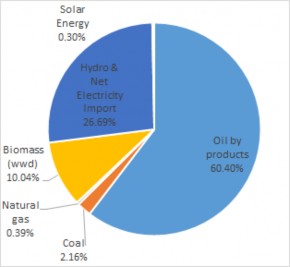 Solar
Energy
0.30%
Hydro &
Net
Electricity
Import
26.69%
Oil by
products
60.40%
Biomass
(wwd)
10.04%
Natural
gas
0.39%
Coal
2.16%